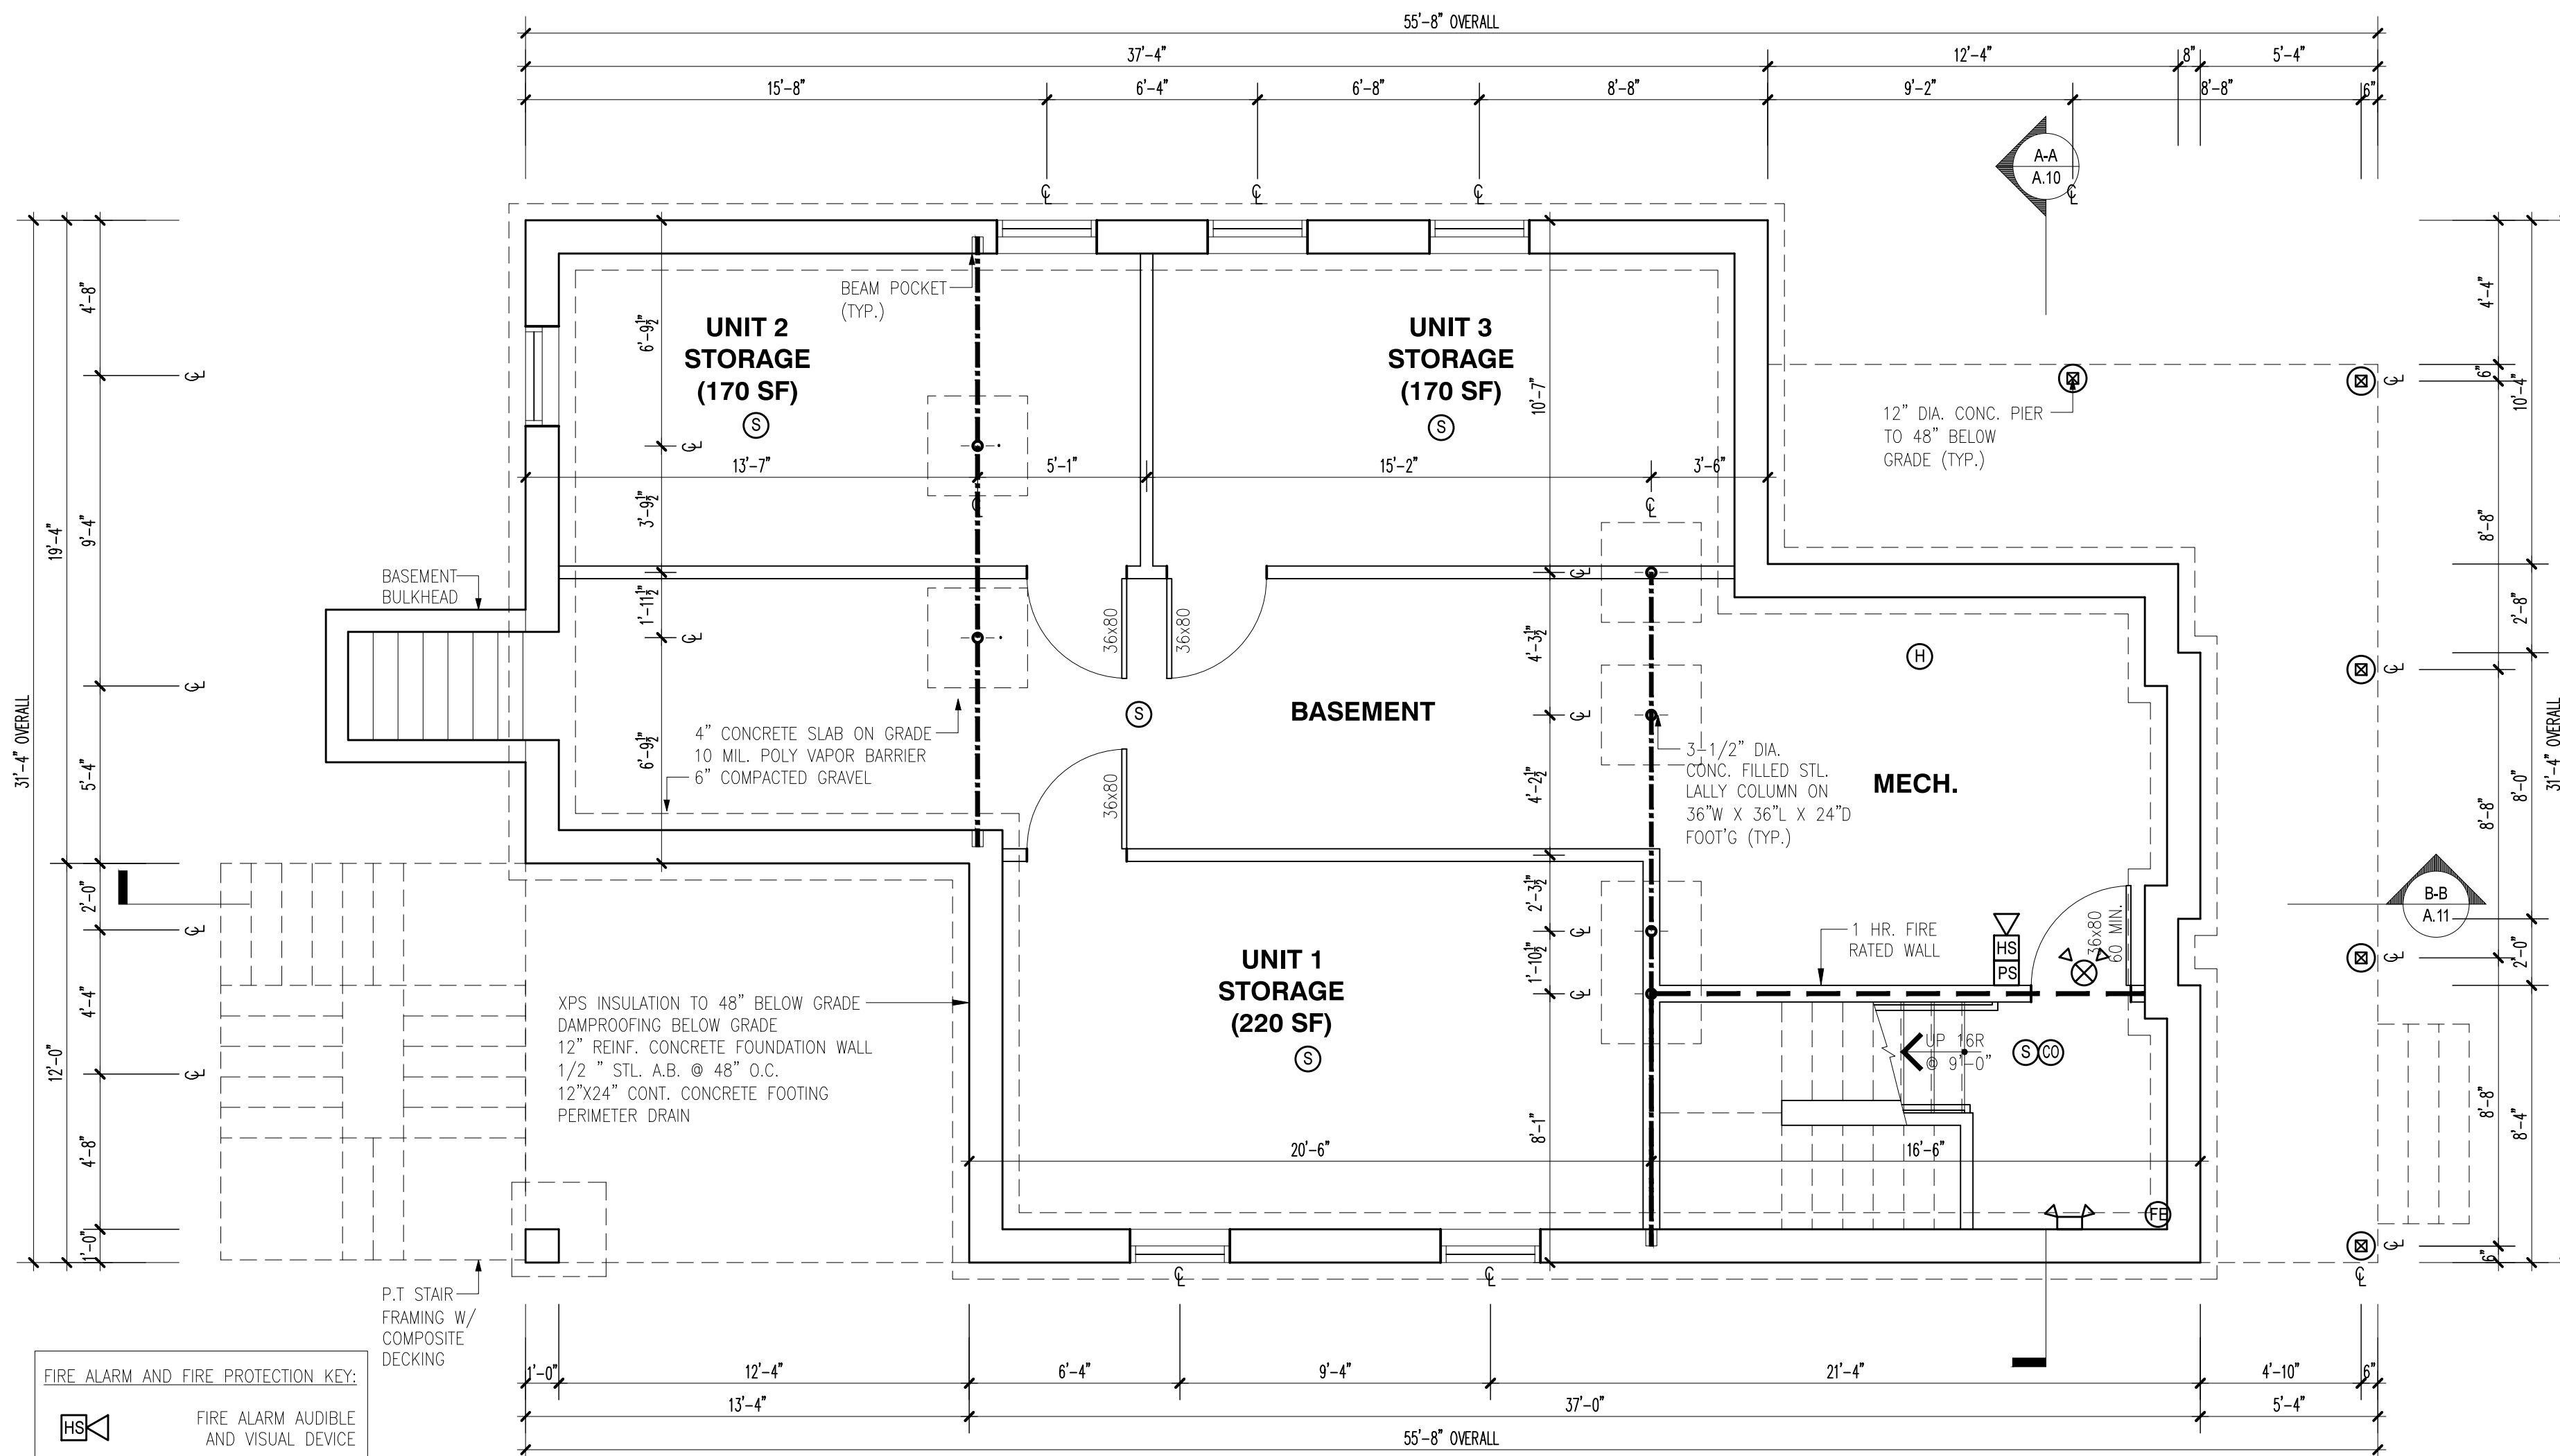 55'-8" OVERALL
37'-4"
12'-4"
8"
5'-4"
15'-8"
6'-4"
6'-8"
8'-8"
9'-2"
8'-8"
6"
A-A
A.10
31'-4" OVERALL
19'-4"
12'-0"
4'-8"
9'-4"
5'-4"
2'-0"
4'-4"
4'-8"
1'-0"
UNIT 2
STORAGE
(170 SF)
S
BEAM POCKET
(TYP.)
6'-9½"
3'-9½"
1'-11½"
6'-9½"
13'-7"
5'-1"
15'-2"
3'-6"
UNIT 3
STORAGE
(170 SF)
S
10'-7"
4'-3½"
4'-2½"
2'-3½"
1'-10½"
8'-1"
12" DIA. CONC. PIER
TO 48" BELOW
GRADE (TYP.)
BASEMENT
BULKHEAD
36x80
36x80
36x80
S
BASEMENT
H
MECH.
4" CONCRETE SLAB ON GRADE
10 MIL. POLY VAPOR BARRIER
6" COMPACTED GRAVEL
3-1/2" DIA.
CONC. FILLED STL.
LALLY COLUMN ON
36"W X 36"L X 24"D
FOOT'G (TYP.)
1 HR. FIRE
RATED WALL
HS
PS
36x80
60 MIN.
B-B
A.11
UNIT 1
STORAGE
(220 SF)
S
XPS INSULATION TO 48" BELOW GRADE
DAMPROOFING BELOW GRADE
12" REINF. CONCRETE FOUNDATION WALL
1/2 " STL. A.B. @ 48" O.C.
12"X24" CONT. CONCRETE FOOTING
PERIMETER DRAIN
UP 16R
@ 9'-0"
S
CO
20'-6"
16'-6"
FE
4'-4"
6"
8'-8"
8'-8"
8'-8"
6"
10'-4"
2'-8"
8'-0"
2'-0"
8'-4"
31'-4" OVERALL
P.T STAIR
FRAMING W/
COMPOSITE
DECKING
1'-0"
12'-4"
6'-4"
9'-4"
21'-4"
4'-10"
6"
13'-4"
37'-0"
5'-4"
55'-8" OVERALL
FIRE ALARM AND FIRE PROTECTION KEY:
HS
FIRE ALARM AUDIBLE
AND VISUAL DEVICE